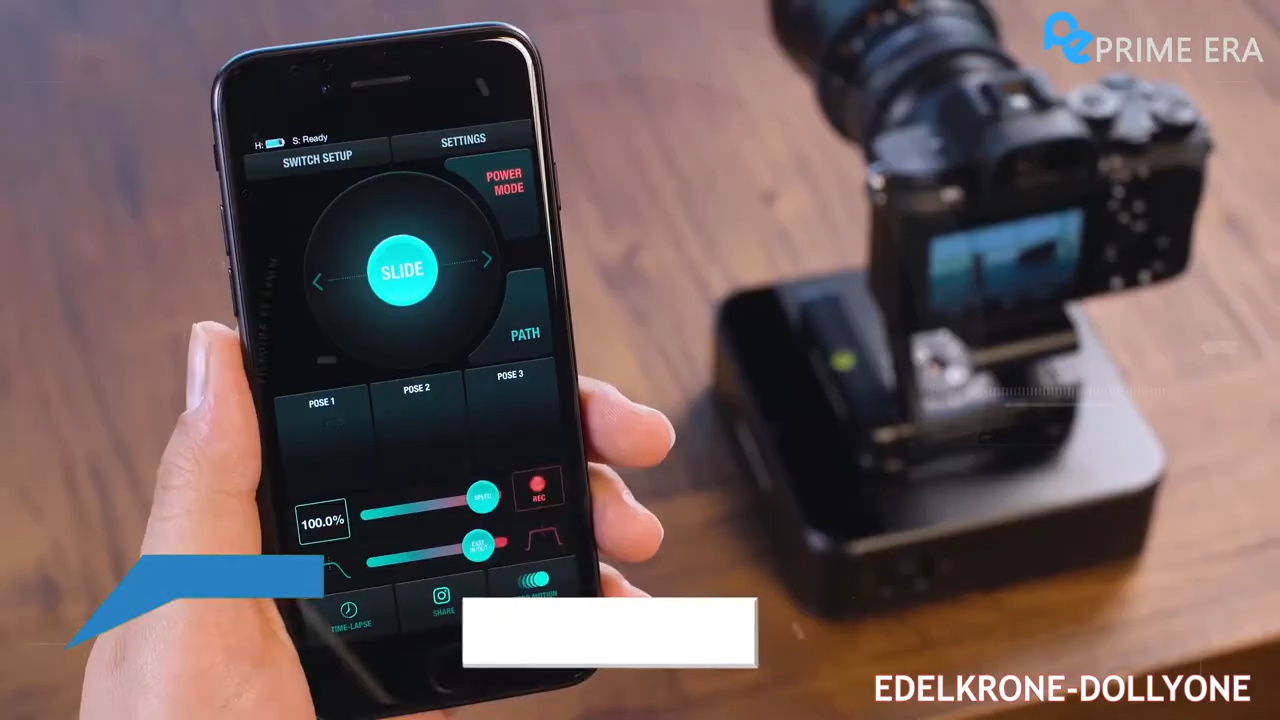 PRIME ERA
H: S: Ready
SWITCH SETUP
SETTINGS
POWER
MODE
SLIDE
PATH
POSE 1
POSE 2
POSE 3
100.0%
SPEED
REC
EASE
IN/OUT
TIME-LAPSE
SHARE
MOTION
EDELKRONE-DOLLYONE